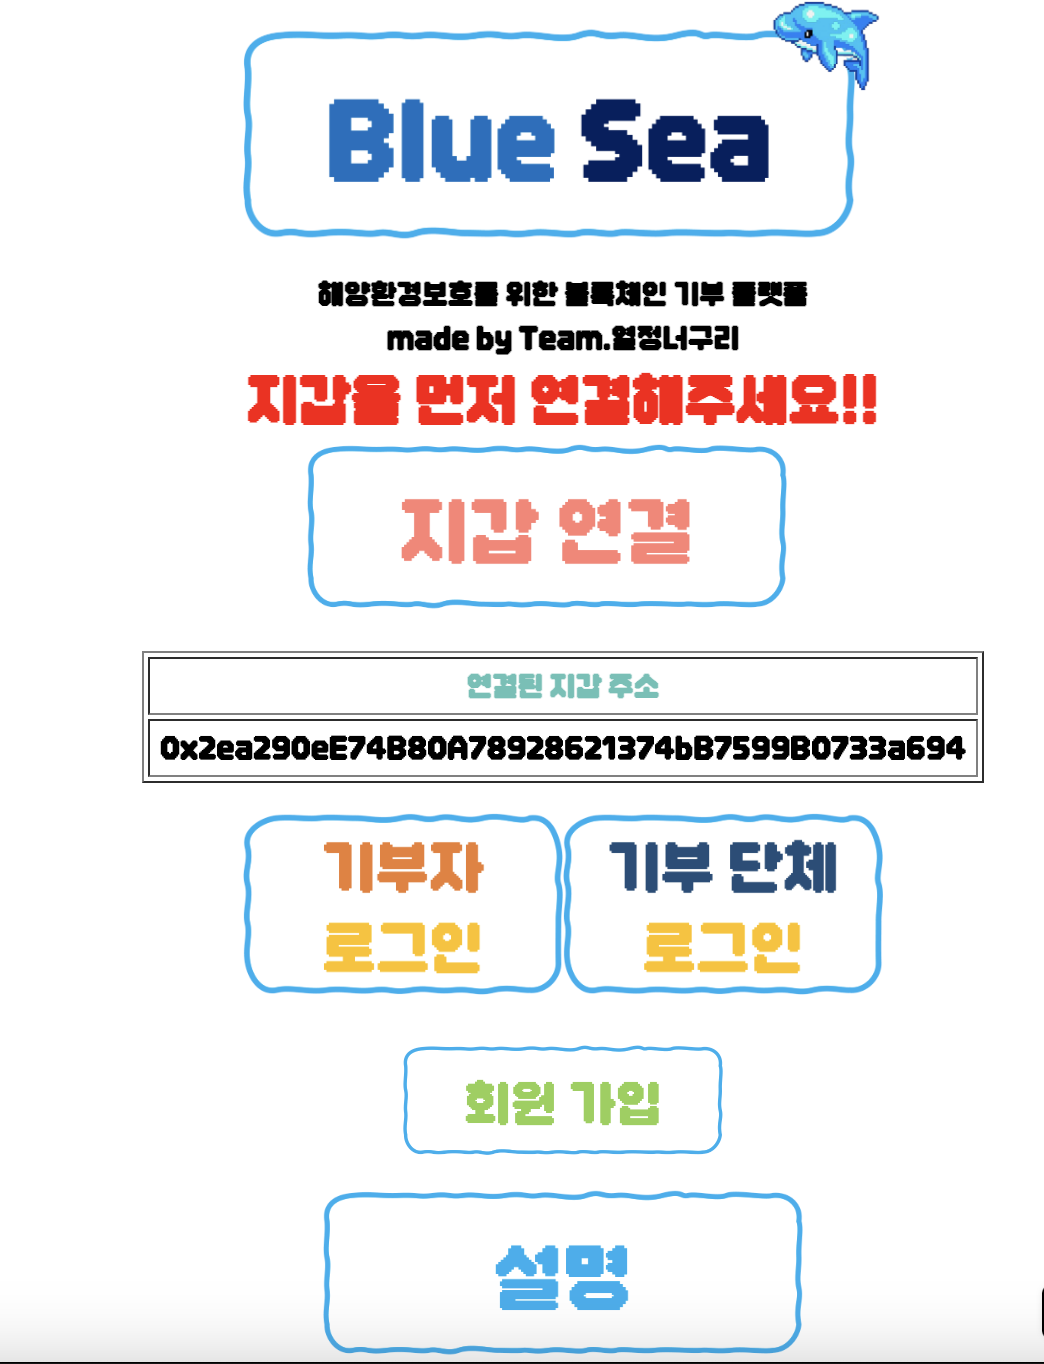 Blue Sea
해양환경보호를 위한 블록체인 기부 플랫폼
made by Team.열정너구리
지갑을 먼저 연결해주세요!!
지갑 연결
연결된 지갑 주소
0x2ea290eE74B80A78928621374bB7599B0733a694
기부자
로그인
기부 단체
로그인
회원 가입
설명